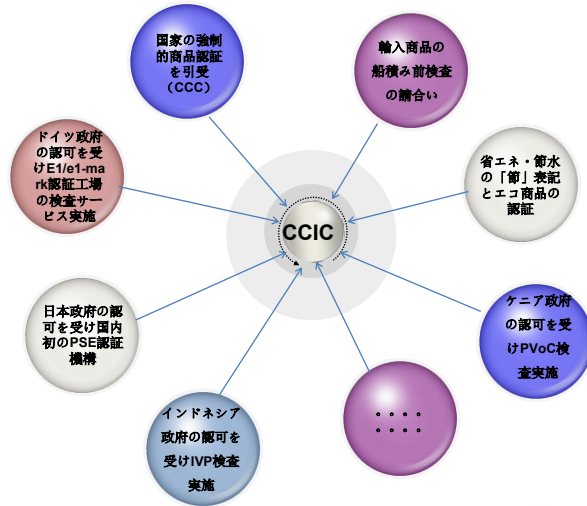 国家の強制
的商品認証
を引受
（CCC）
輸入商品の
船積み前検査
の請合い
ドイツ政府
の認可を受
けE1/e1-ma
rk認証工場
の検査サー
ビス実施
省エネ・節水
の「節」表記
とエコ商品の
認証
CCIC
日本政府の認
可を受け国内
初のPSE認証
機構
ケニア政府
の認可を受
けPVoC検
査実施
インドネシア
政府の認可を
受けIVP検査
実施
。。。。
。。。。